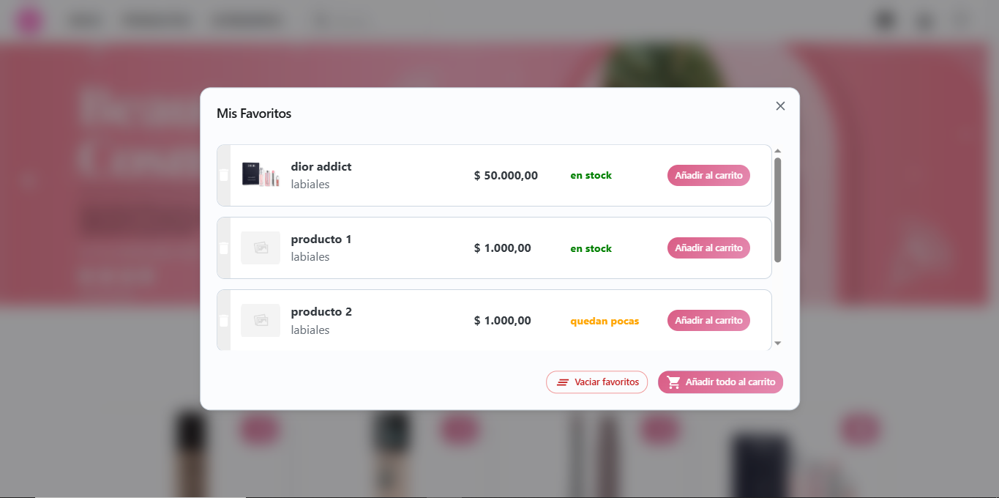 Mis Favoritos
dior addict
labiales
$ 50.000,00
en stock
Añadir al carrito
producto 1
labiales
$ 1.000,00
en stock
Añadir al carrito
producto 2
labiales
$ 1.000,00
quedan pocas
Añadir al carrito
Vaciar favoritos
Añadir todo al carrito